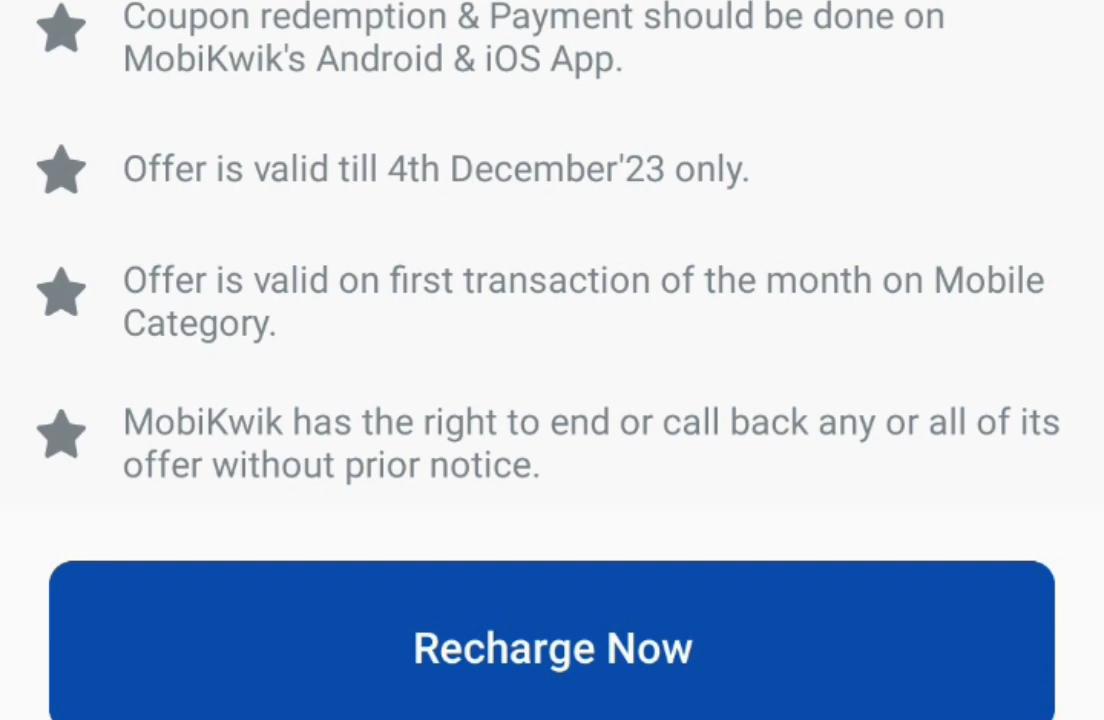 Coupon redemption & Payment should be done on
MobiKwik's Android & iOS App.
Offer is valid till 4th December'23 only.
Offer is valid on first transaction of the month on Mobile
Category.
MobiKwik has the right to end or call back any or all of its
offer without prior notice.
Recharge Now